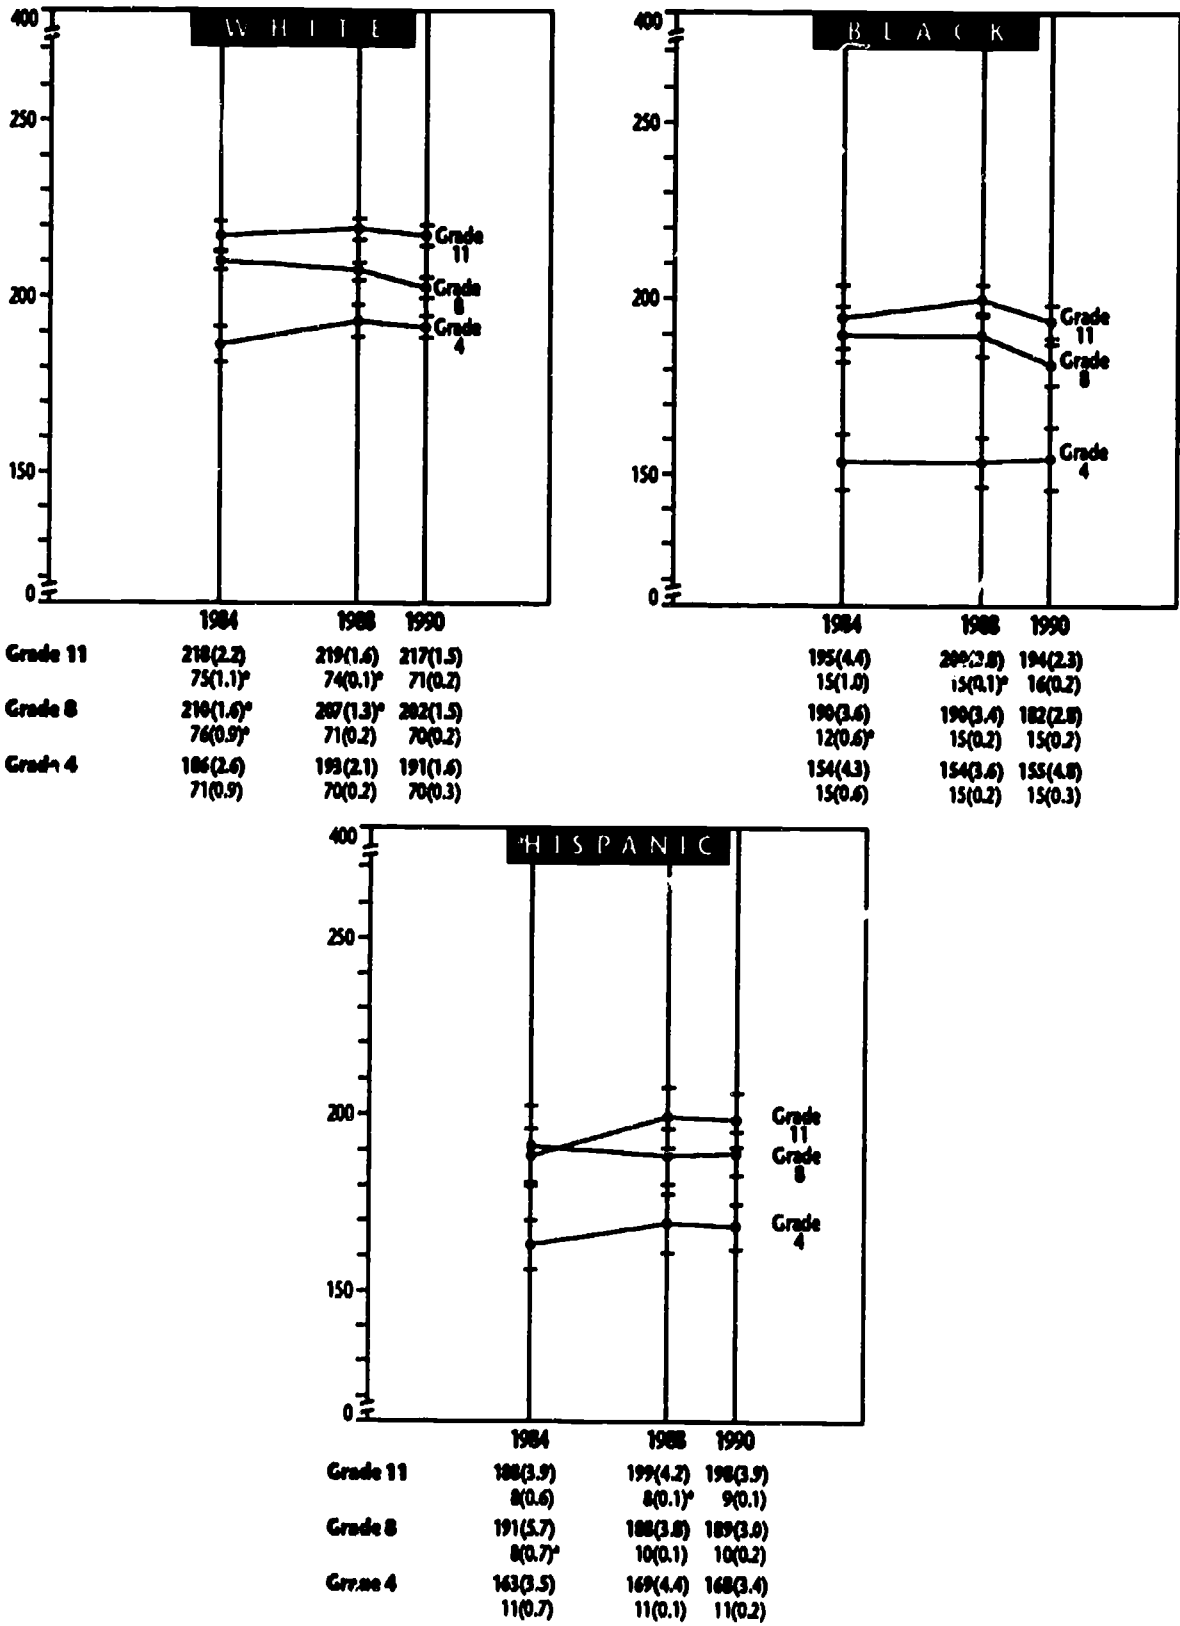 WHITE
400
250
200
150
0
Grade
11
Grade
8
Grade
4
1984 1988 1990
Grade 11 218(2.2) 219(1.6) 217(1.5)
75(1.1)* 74(0.1)* 71(0.2)
Grade 8 210(1.6)* 207(1.3)* 202(1.5)
76(0.9)* 71(0.2) 70(0.2)
Grade 4 186(2.6) 193(2.1) 191(1.6)
71(0.9) 70(0.2) 70(0.3)
BLACK
400
250
200
150
0
Grade
11
Grade
8
Grade
4
1984 1988 1990
195(4.4) 194(2.3)
15(1.0) 15(0.1)* 16(0.2)
190(3.6) 190(3.4) 182(2.8)
12(0.6)* 15(0.2) 15(0.2)
154(4.3) 154(3.6) 155(4.8)
15(0.6) 15(0.2) 15(0.3)
HISPANIC
400
250
200
150
0
Grade
11
Grade
8
Grade
4
1984 1988 1990
Grade 11 188(3.9) 199(4.2) 198(3.9)
8(0.6) 8(0.1)* 9(0.1)
Grade 8 191(5.7) 188(3.8) 189(3.0)
8(0.7)* 10(0.1) 10(0.2)
Grade 4 163(3.5) 169(4.4) 168(3.4)
11(0.7) 11(0.1) 11(0.2)